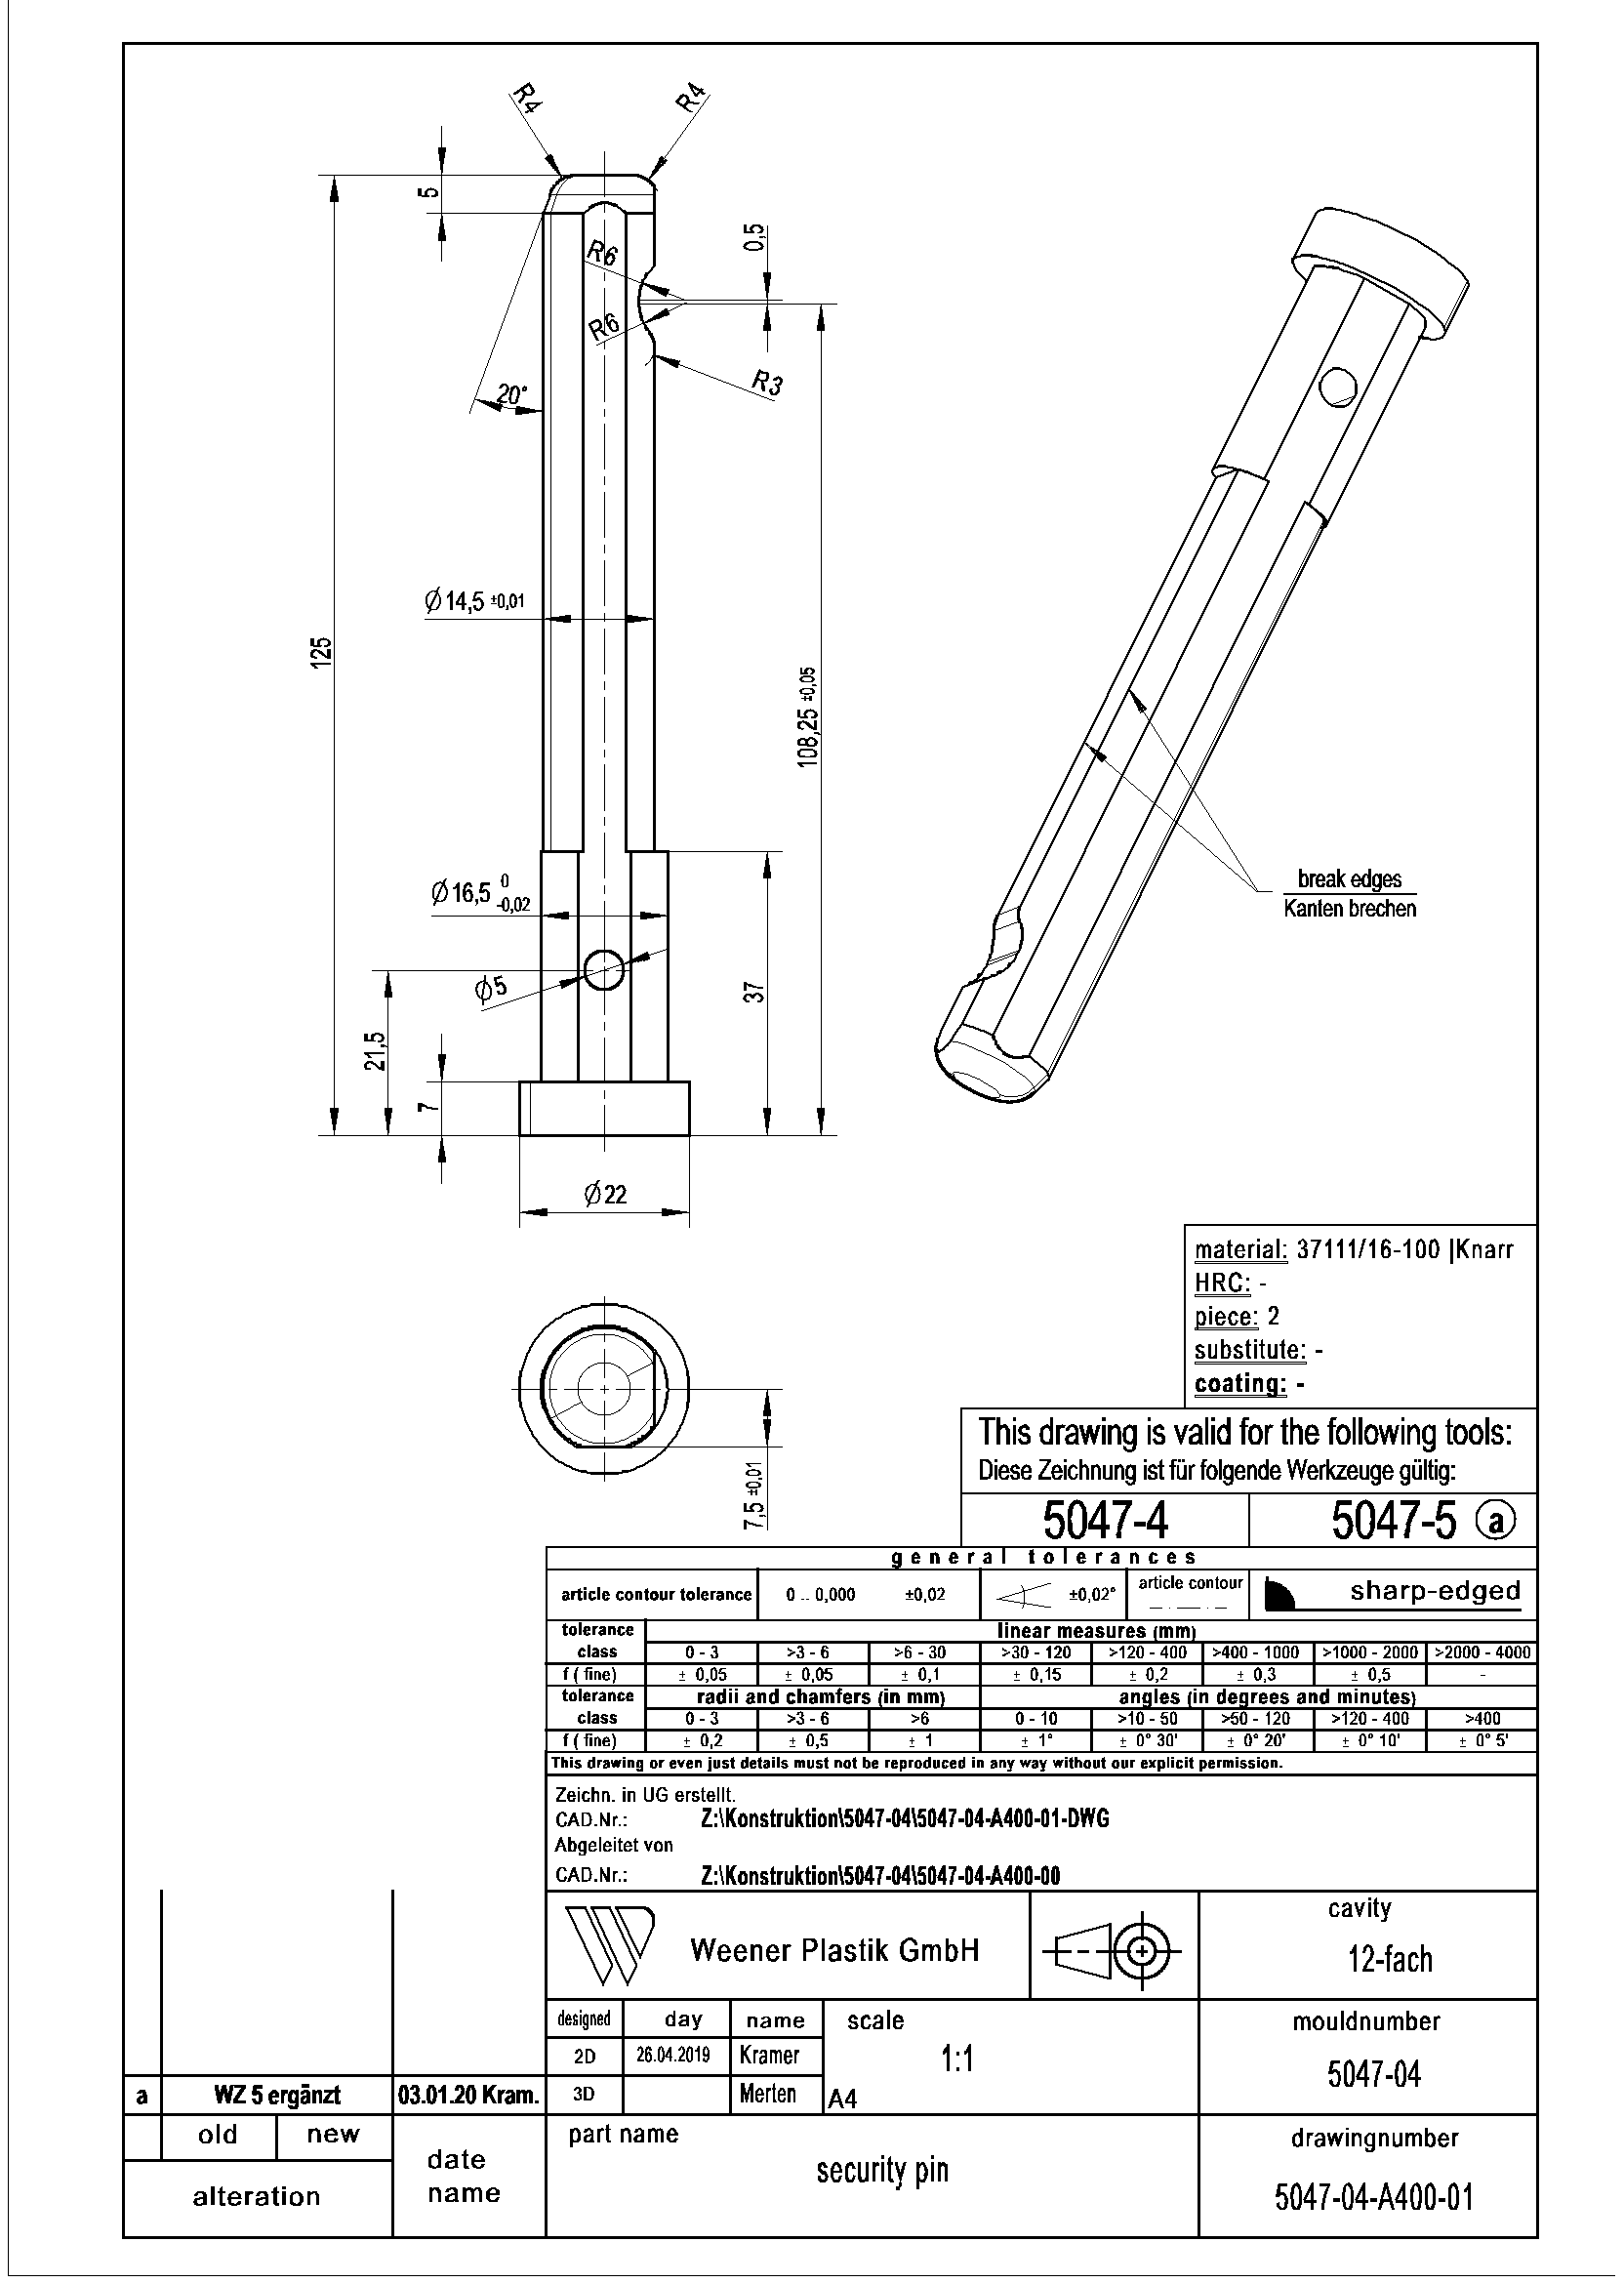 R4
R4
5
0,5
R6
R6
R3
20°
Ø14,5 ±0,01
125
108,25 ±0,05
Ø16,5 0 -0,02
Ø5
37
21,5
7
Ø22
break edges
Kanten brechen
7,5 ±0,01
material: 37111/16-100 |Knarr
HRC: -
piece: 2
substitute: -
coating: -
This drawing is valid for the following tools:
Diese Zeichnung ist für folgende Werkzeuge gültig:
5047-4 5047-5 a
general tolerances
article contour tolerance 0 .. 0,000 ±0,02 ±0,02° article contour sharp-edged
tolerance linear measures (mm)
class 0 - 3 >3 - 6 >6 - 30 >30 - 120 >120 - 400 >400 - 1000 >1000 - 2000 >2000 - 4000
f ( fine) ± 0,05 ± 0,05 ± 0,1 ± 0,15 ± 0,2 ± 0,3 ± 0,5 -
tolerance radii and chamfers (in mm) angles (in degrees and minutes)
class 0 - 3 >3 - 6 >6 0 - 10 >10 - 50 >50 - 120 >120 - 400 >400
f ( fine) ± 0,2 ± 0,5 ± 1 ± 1° ± 0° 30' ± 0° 20' ± 0° 10' ± 0° 5'
This drawing or even just details must not be reproduced in any way without our explicit permission.
Zeichn. in UG erstellt.
CAD.Nr.: Z:\Konstruktion\5047-04\5047-04-A400-01-DWG
Abgeleitet von
CAD.Nr.: Z:\Konstruktion\5047-04\5047-04-A400-00
Weener Plastik GmbH
cavity
12-fach
designed day name scale
2D 26.04.2019 Kramer 1:1
3D Merten A4
mouldnumber
5047-04
a WZ 5 ergänzt 03.01.20 Kram.
old new
alteration
date
name
part name
security pin
drawingnumber
5047-04-A400-01